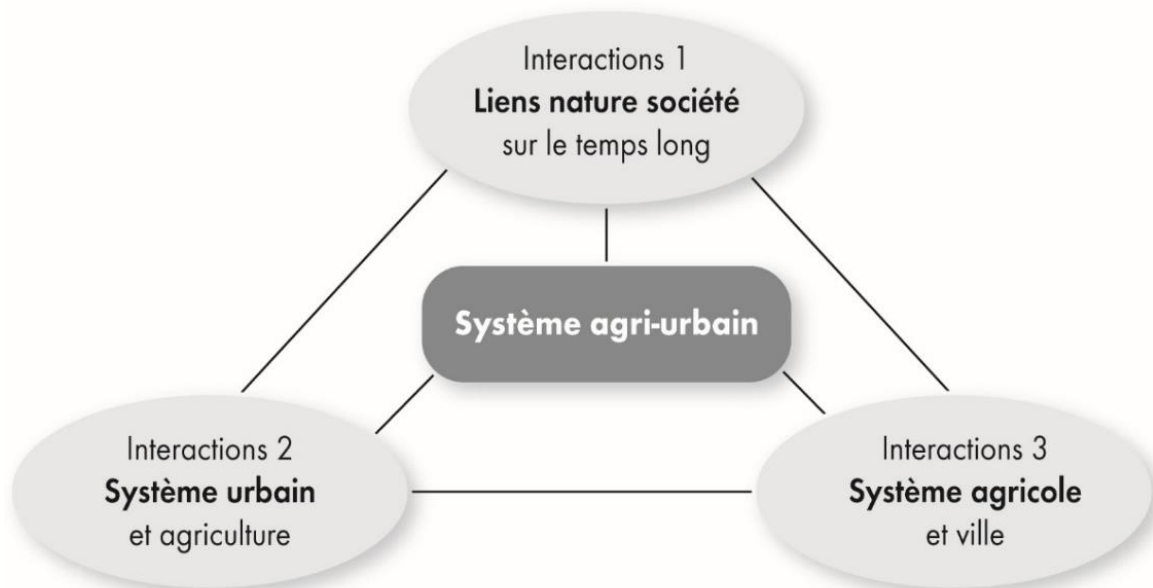 Interactions 1
Liens nature société
sur le temps long
Système agri-urbain
Interactions 2
Système urbain
et agriculture
Interactions 3
Système agricole
et ville